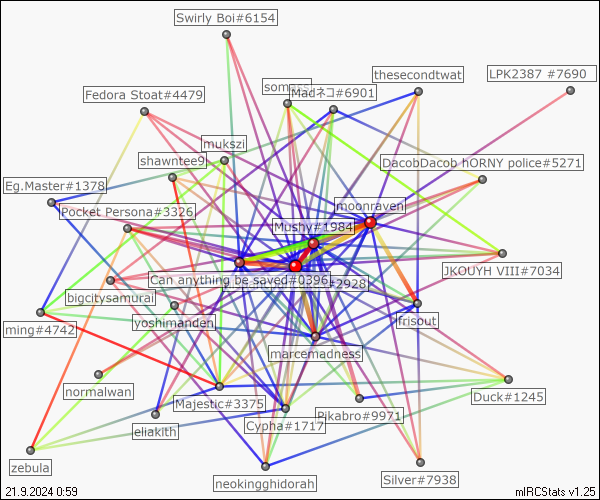 Swirly Boi#6154
thesecondtwat
LPK2387 #7690
Fedora Stoat#4479
Madネコ#6901
mukszi
shawntee9
DacobDacob hORNY police#5271
Eg.Master#1378
Pocket Persona#3326
moonraven
Mushy#1984
JKOUYH VIII#7034
Can anything be saved#0396
#2928
bigcitysamurai
yoshimanden
lfrisout
ming#4742
marcemadness
normalwan
Majestic#3375
Pikabro#9971
Duck#1245
eliakith
Cypha#1717
zebula
neokingghidorah
Silver#7938
21.9.2024 0:59
mIRCStats v1.25